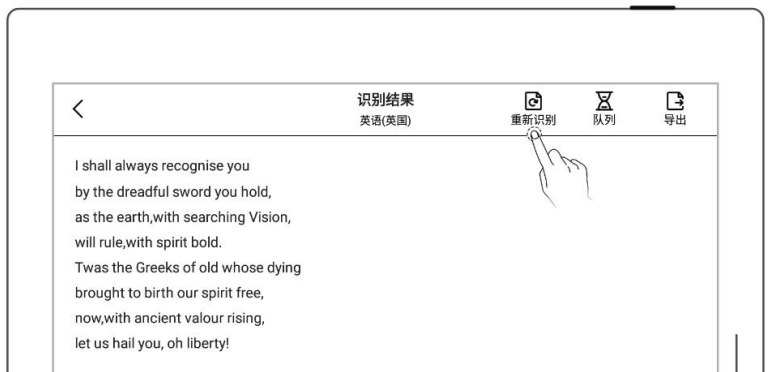 识别结果
英语(英国)
重新识别
队列
导出
I shall always recognise you
by the dreadful sword you hold,
as the earth,with searching Vision,
will rule,with spirit bold.
Twas the Greeks of old whose dying
brought to birth our spirit free,
now,with ancient valour rising,
let us hail you, oh liberty!